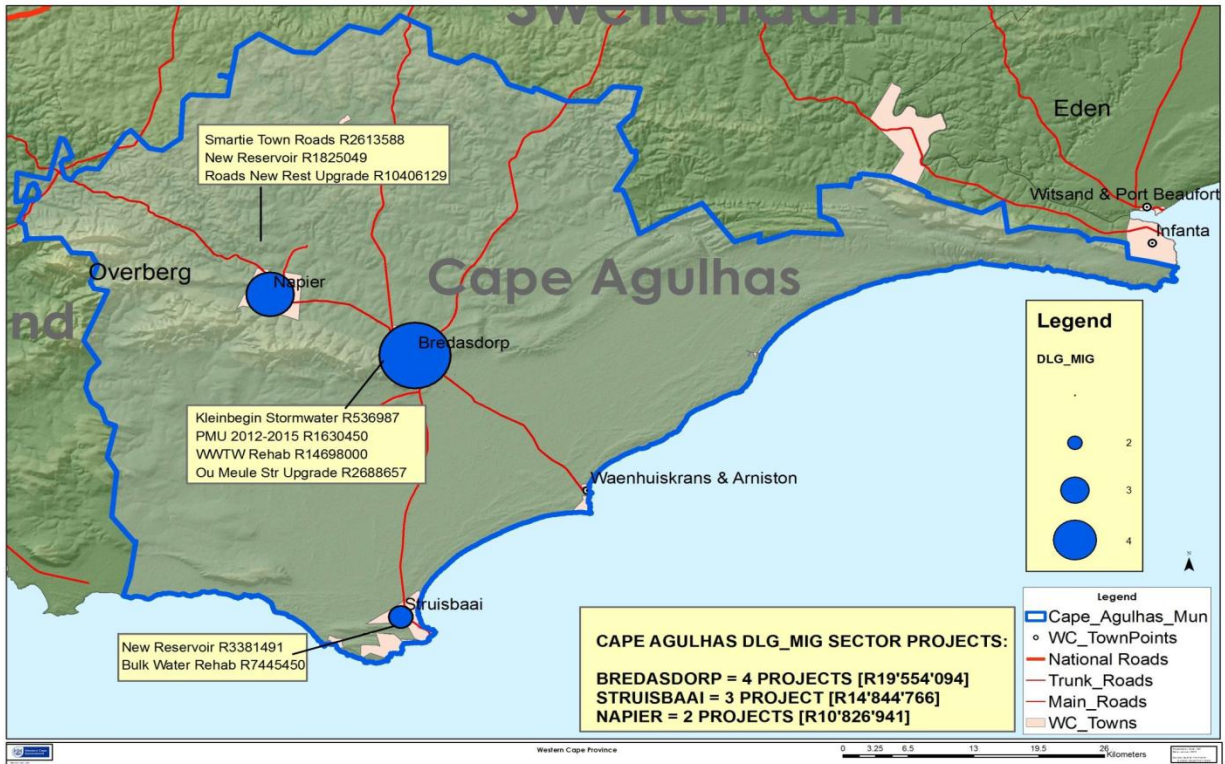 Swellendam
Eden
Smartie Town Roads R2613588
New Reservoir R1825049
Roads New Rest Upgrade R10406129
Witsand & Port Beaufort
Infanta
Overberg
Napier
Cape Agulhas
nd
Bredasdorp
Legend
DLG_MIG
2
3
4
Kleinbegin Stormwater R536987
PMU 2012-2015 R1630450
WWTW Rehab R14698000
Ou Meule Str Upgrade R2688657
Waenhuiskrans & Arniston
N
Struisbaai
New Reservoir R3381491
Bulk Water Rehab R7445450
CAPE AGULHAS DLG_MIG SECTOR PROJECTS:
BREDASDORP = 4 PROJECTS [R19'554'094]
STRUISBAAI = 3 PROJECT [R14'844'766]
NAPIER = 2 PROJECTS [R10'826'941]
Legend
Cape_Agulhas_Mun
WC_TownPoints
National Roads
Trunk_Roads
Main_Roads
WC_Towns
Western Cape Province
0 3.25 6.5 13 19.5 26
Kilometers